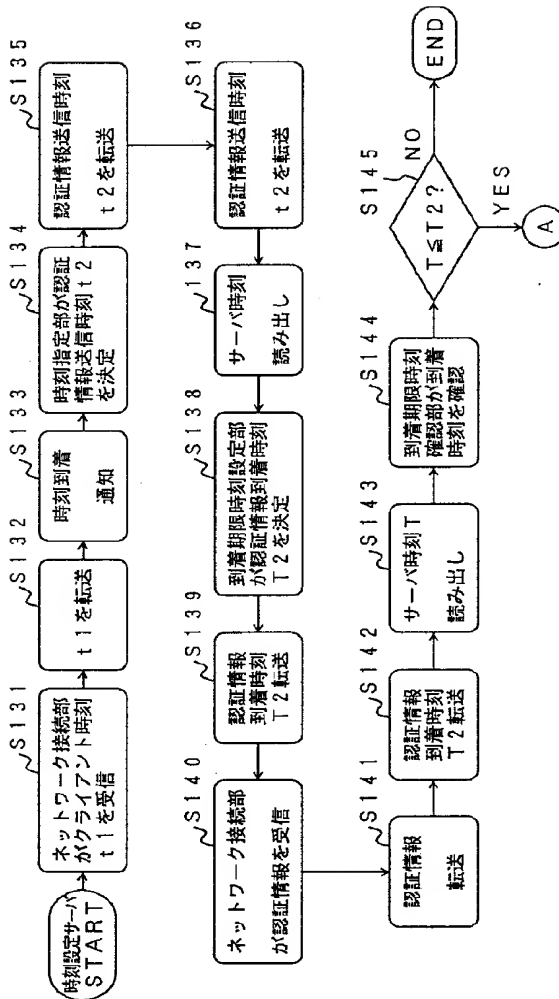 時刻設定サーバ
START
S131
ネットワーク接続部
がクライアント時刻
t1を受信
S132
t1を転送
S133
時刻到着
通知
S134
時刻指定部が認証
情報送信時刻t2
を決定
S135
認証情報送信時刻
t2を転送
S136
認証情報送信時刻
t2を転送
137
サーバ時刻
読み出し
S138
到着期限時刻設定部
が認証情報到着時刻
T2を決定
S139
認証情報
到着時刻
T2転送
S140
ネットワーク接続部
が認証情報を受信
S141
認証情報
転送
S142
認証情報
到着時刻
T2転送
S143
サーバ時刻T
読み出し
S144
到着期限時刻
確認部が到着
時刻を確認
S145
T≦T2?
NO
END
YES
A